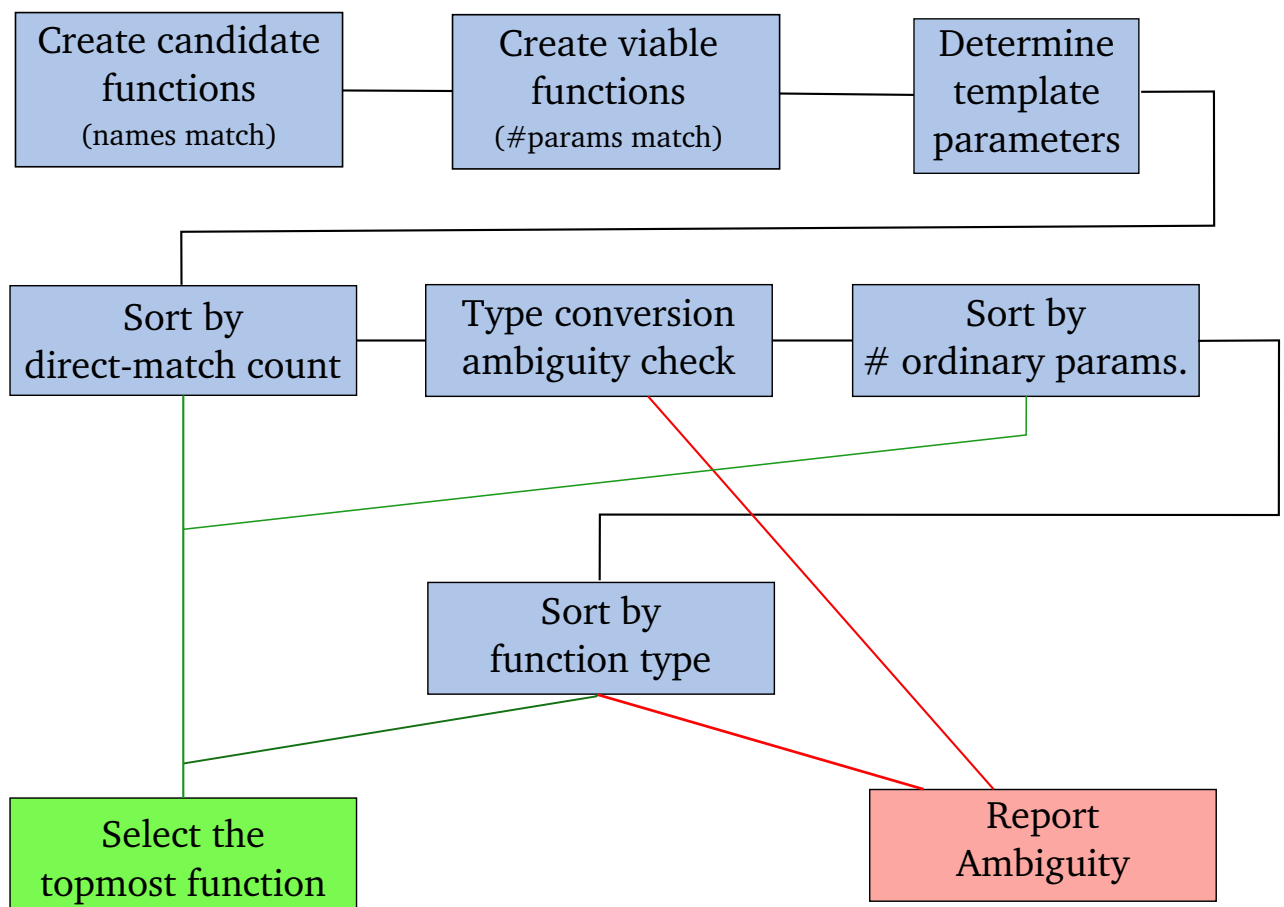 Create candidate
functions
(names match)
Create viable
functions
(#params match)
Determine
template
parameters
Sort by
direct-match count
Type conversion
ambiguity check
Sort by
# ordinary params.
Sort by
function type
Select the
topmost function
Report
Ambiguity